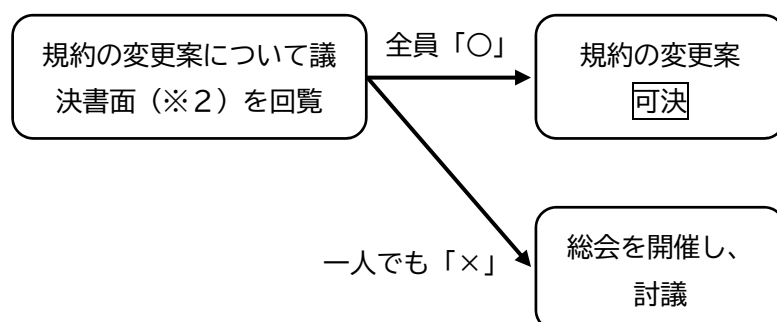 規約の変更案について議
決書面（※２）を回覧
全員「○」
規約の変更案
可決
一人でも「×」
総会を開催し、
討議